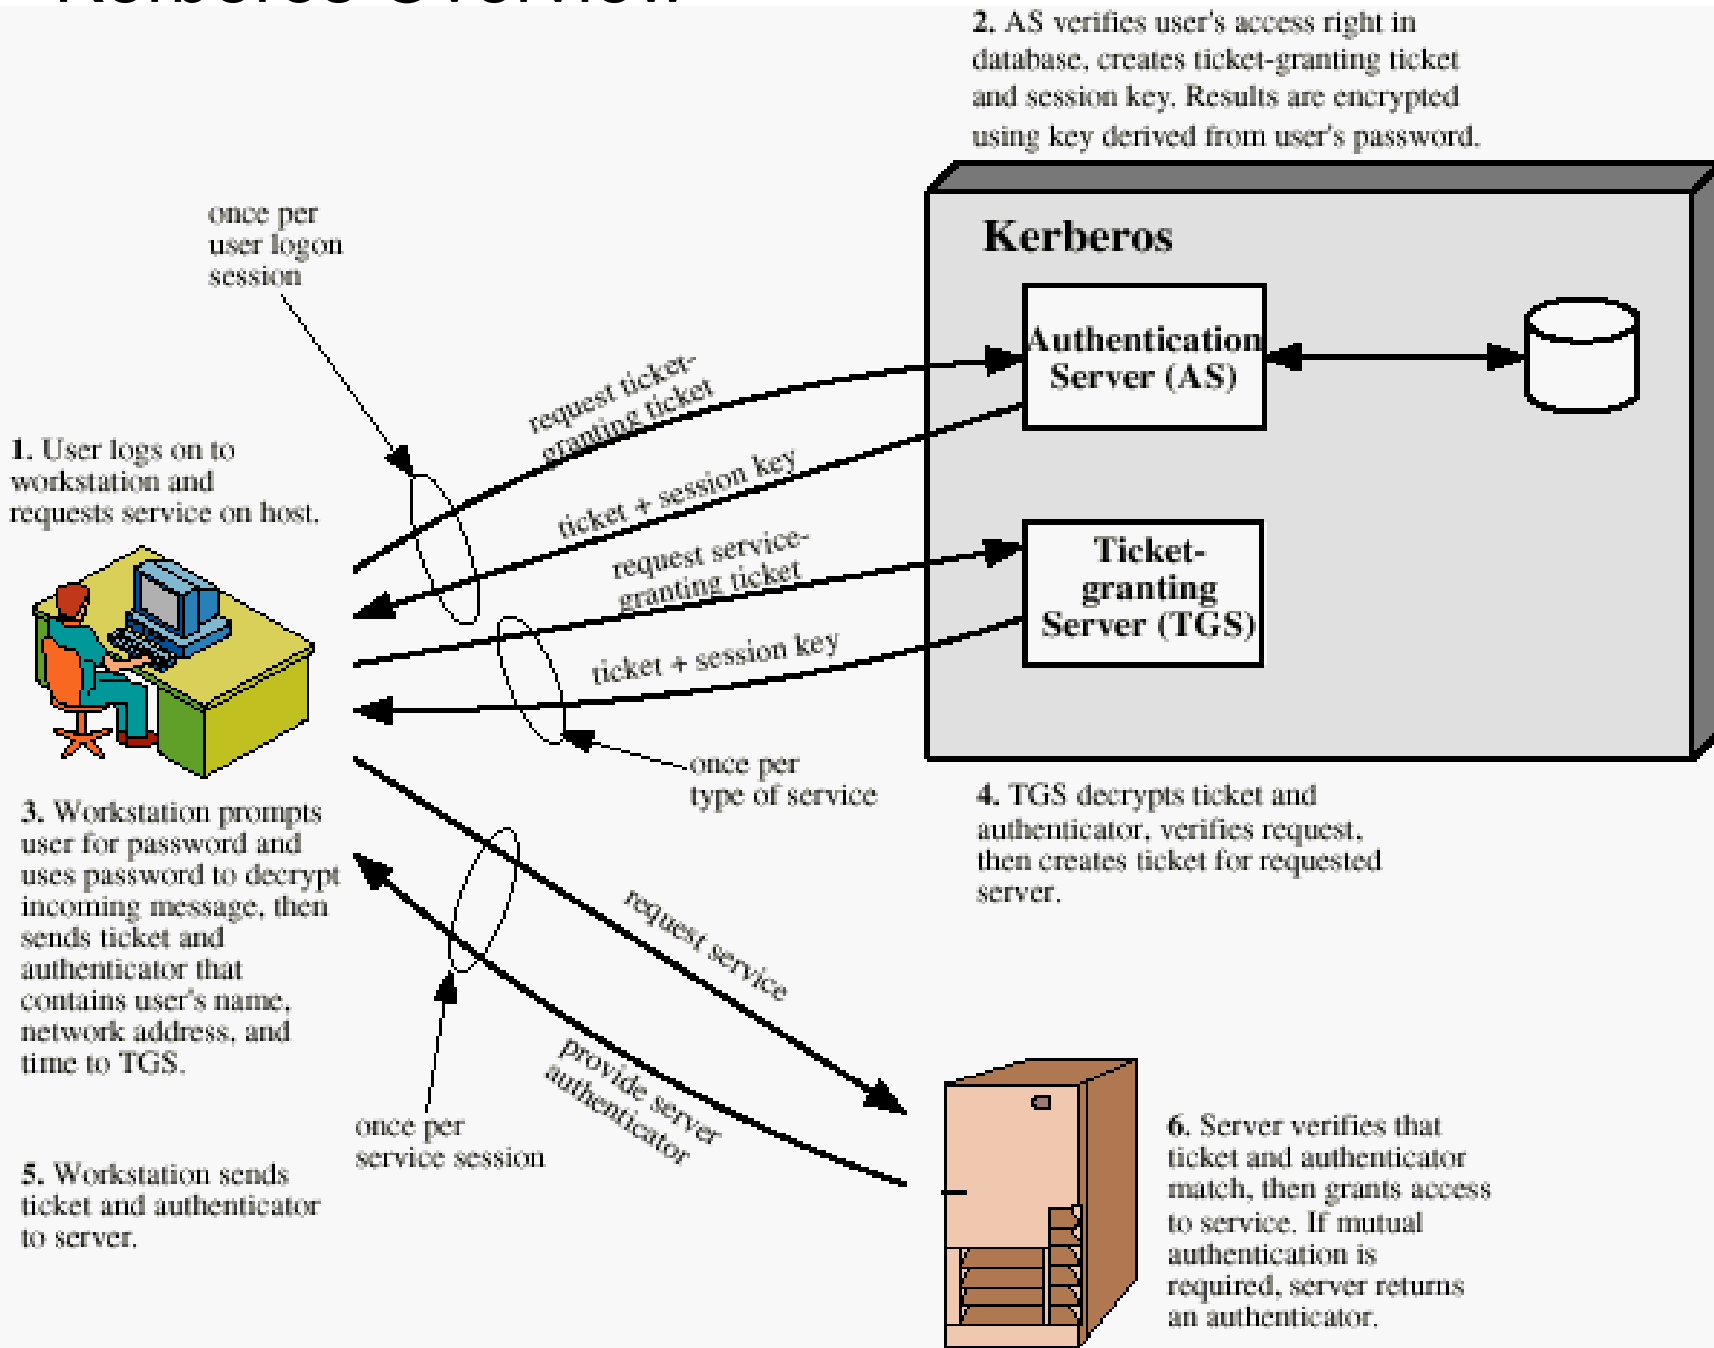 Kerberos Overview
2. AS verifies user's access right in
database, creates ticket-granting ticket
and session key. Results are encrypted
using key derived from user's password.
once per
user logon
session
Kerberos
Authentication
Server (AS)
request ticket-
granting ticket
ticket + session key
1. User logs on to
workstation and
requests service on host.
request service-
granting ticket
Ticket-
granting
Server (TGS)
ticket + session key
once per
type of service
3. Workstation prompts
user for password and
uses password to decrypt
incoming message, then
sends ticket and
authenticator that
contains user's name,
network address, and
time to TGS.
4. TGS decrypts ticket and
authenticator, verifies request,
then creates ticket for requested
server.
request service
provide server
authenticator
once per
service session
5. Workstation sends
ticket and authenticator
to server.
6. Server verifies that
ticket and authenticator
match, then grants access
to service. If mutual
authentication is
required, server returns
an authenticator.